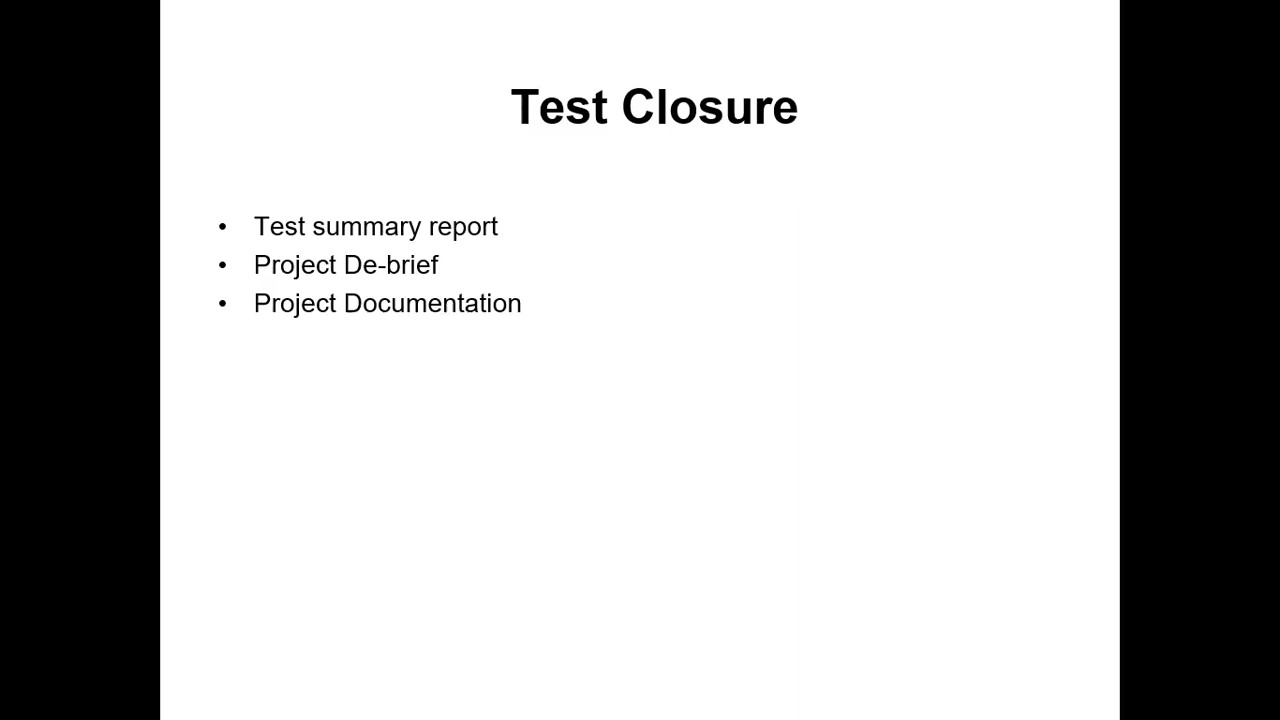 Test Closure
• Test summary report
• Project De-brief
• Project Documentation